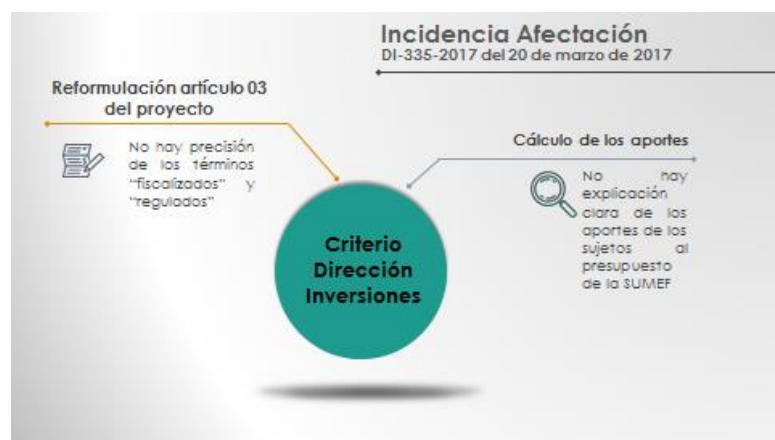 Incidencia Afectación
DI-335-2017 del 20 de marzo de 2017
Reformulación artículo 03
del proyecto
No hay precisión
de los términos
"fiscalizados" y
"regulados"
Cálculo de los aportes
No hay
explicación
clara de los
aportes de los
sujetos al
presupuesto
de la SUMEF
Criterio
Dirección
Inversiones